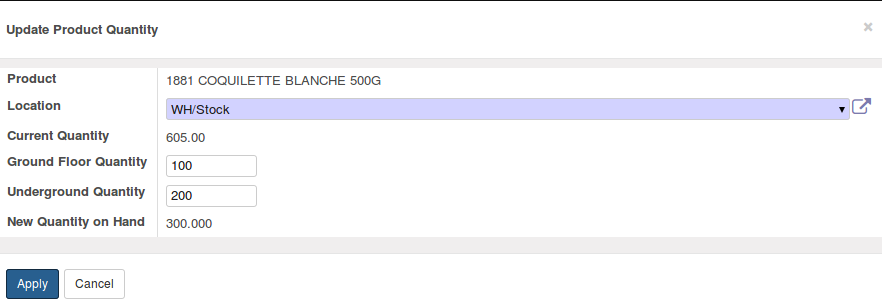 Update Product Quantity ×
Product 1881 COQUILETTE BLANCHE 500G
Location WH/Stock
Current Quantity 605.00
Ground Floor Quantity 100
Underground Quantity 200
New Quantity on Hand 300.000
Apply Cancel